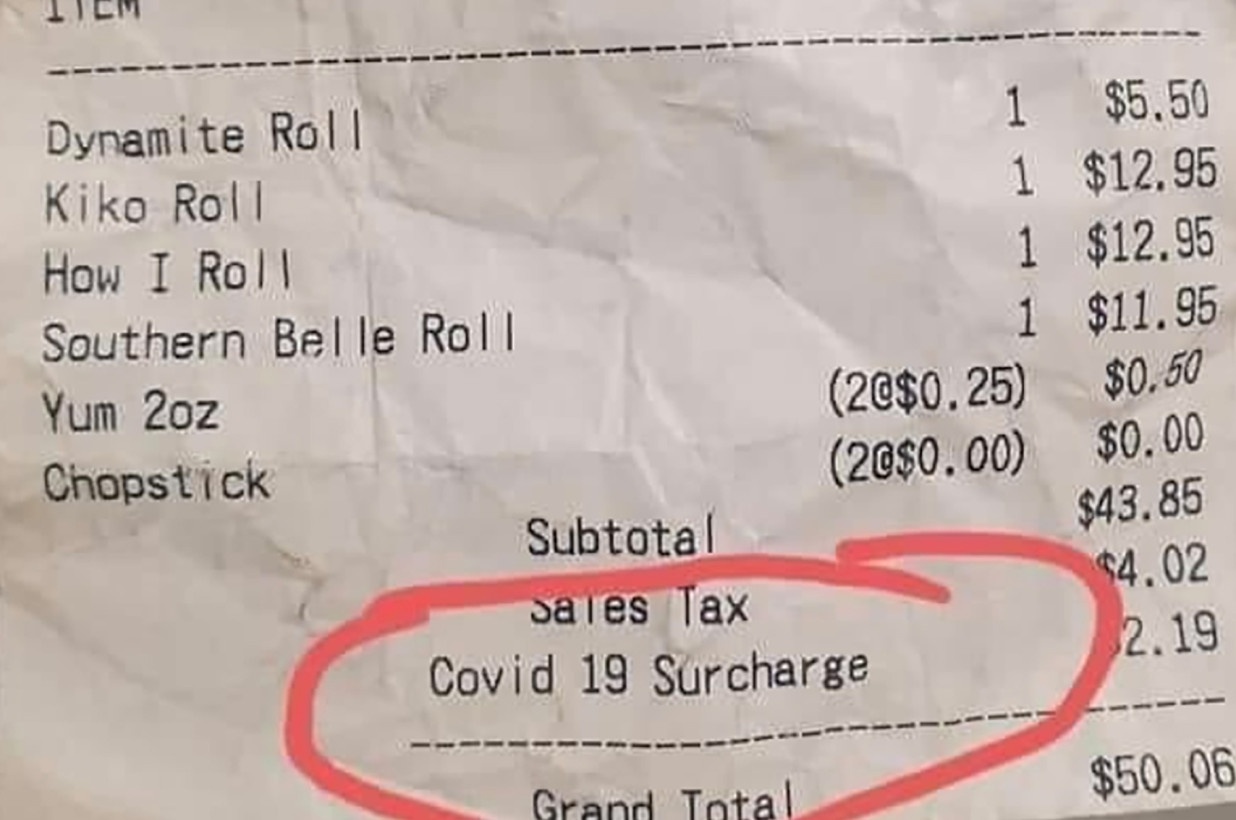 ITEM
Dynamite Roll 1 $5.50
Kiko Roll 1 $12.95
How I Roll 1 $12.95
Southern Belle Roll 1 $11.95
Yum 2oz (2@$0.25) $0.50
Chopstick (2@$0.00) $0.00
Subtotal $43.85
Sales Tax $4.02
Covid 19 Surcharge 2.19
Grand Total $50.06